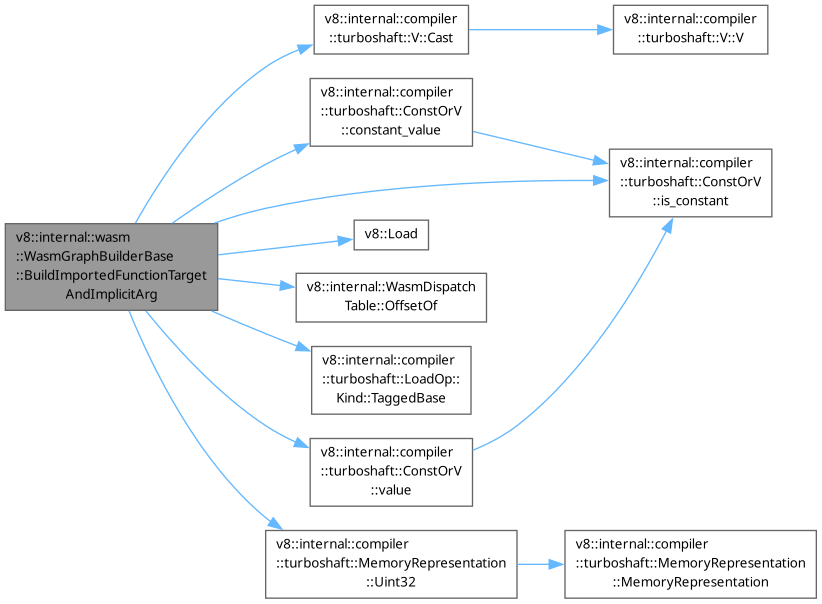 v8::internal::compiler
::turboshaft::V::Cast
v8::internal::compiler
::turboshaft::V::V
v8::internal::compiler
::turboshaft::ConstOrV
::constant_value
v8::internal::compiler
::turboshaft::ConstOrV
::is_constant
v8::internal::wasm
::WasmGraphBuilderBase
::BuildImportedFunctionTarget
AndImplicitArg
v8::Load
v8::internal::WasmDispatch
Table::OffsetOf
v8::internal::compiler
::turboshaft::LoadOp::
Kind::TaggedBase
v8::internal::compiler
::turboshaft::ConstOrV
::value
v8::internal::compiler
::turboshaft::MemoryRepresentation
::Uint32
v8::internal::compiler
::turboshaft::MemoryRepresentation
::MemoryRepresentation